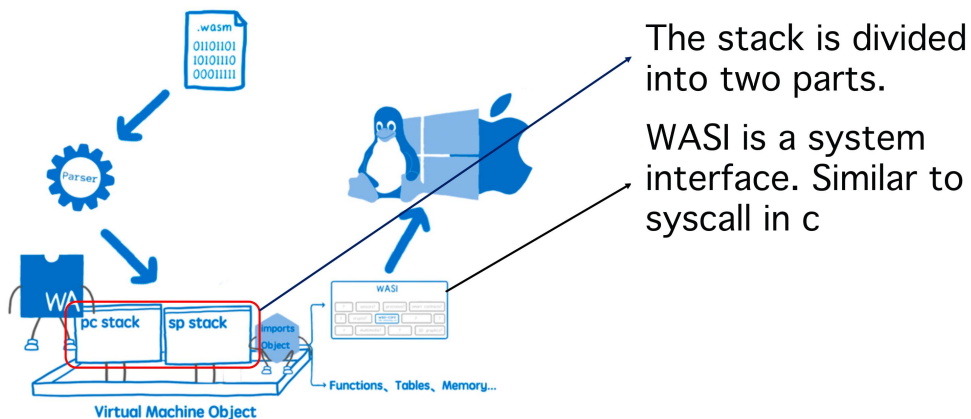 .wasm
01101101
10101110
00011111
Parser
WA
pc stack
sp stack
imports
Object
WASI
Functions、Tables、Memory...
Virtual Machine Object
The stack is divided
into two parts.
WASI is a system
interface. Similar to
syscall in c